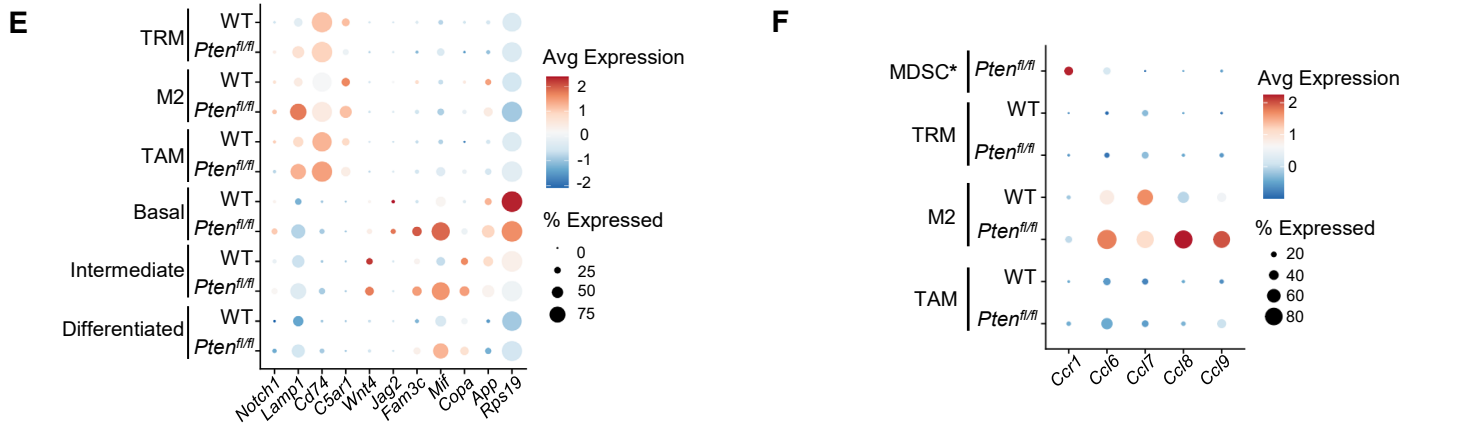 E
TRM
WT
Pten^fl/fl
M2
WT
Pten^fl/fl
TAM
WT
Pten^fl/fl
Basal
WT
Pten^fl/fl
Intermediate
WT
Pten^fl/fl
Differentiated
WT
Pten^fl/fl
Notch1
Lamp1
Cd74
C5ar1
Wnt4
Jag2
Fam3c
Mif
Copa
App
Rps19
Avg Expression
2
1
0
-1
-2
% Expressed
0
25
50
75
F
MDSC*
Pten^fl/fl
TRM
WT
Pten^fl/fl
M2
WT
Pten^fl/fl
TAM
WT
Pten^fl/fl
Ccr1
Ccl6
Ccl7
Ccl8
Ccl9
Avg Expression
2
1
0
% Expressed
20
40
60
80